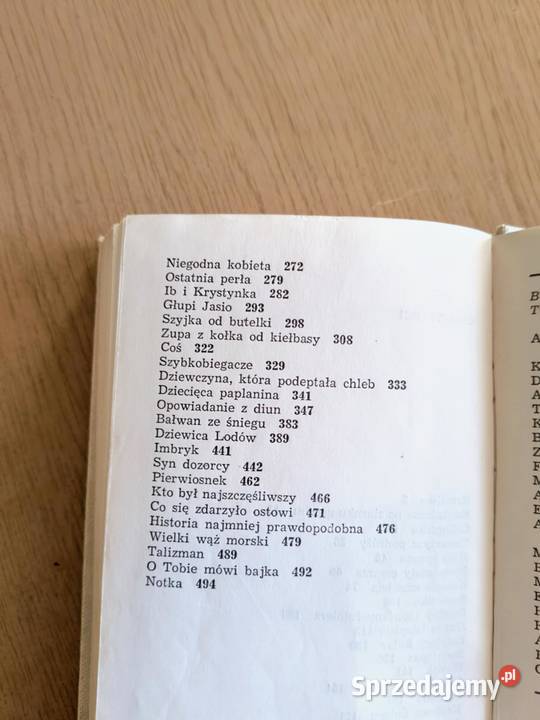 Niegodna kobieta 272
Ostatnia perła 279
Ib i Krystynka 282
Głupi Jasio 293
Szyjka od butelki 298
Zupa z kołka od kiełbasy 308
Coś 322
Szybkobiegacze 329
Dziewczyna, która podeptała chleb 333
Dziecięca paplanina 341
Opowiadanie z diun 347
Bałwan ze śniegu 383
Dziewica Lodów 389
Imbryk 441
Syn dozorcy 442
Pierwiosnek 462
Kto był najszczęśliwszy 466
Co się zdarzyło ostowi 471
Historia najmniej prawdopodobna 476
Wielki wąż morski 479
Talizman 489
O Tobie mówi bajka 492
Notka 494
Sprzedajemy.pl